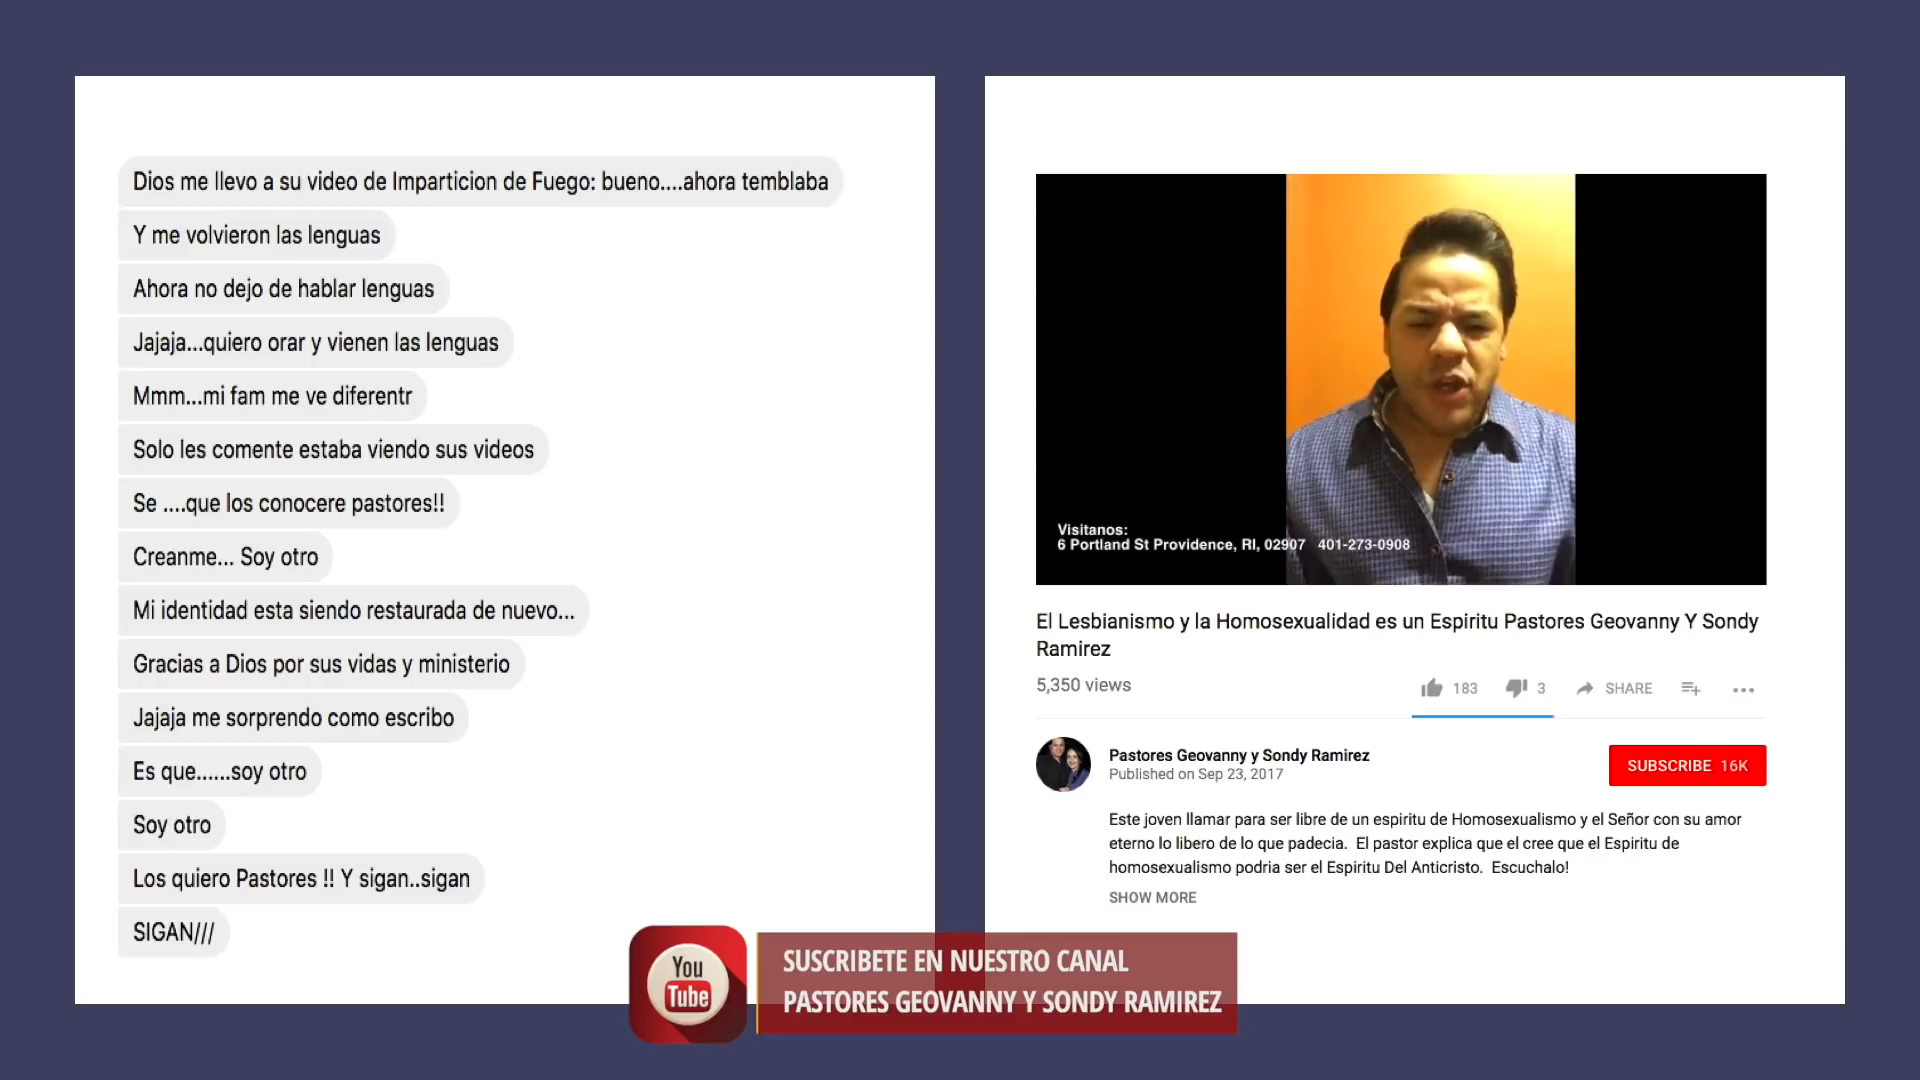 Dios me llevo a su video de Imparticion de Fuego: bueno....ahora temblaba
Y me volvieron las lenguas
Ahora no dejo de hablar lenguas
Jajaja...quiero orar y vienen las lenguas
Mmm...mi fam me ve diferentr
Solo les comente estaba viendo sus videos
Se ....que los conocere pastores!!
Creanme... Soy otro
Mi identidad esta siendo restaurada de nuevo...
Gracias a Dios por sus vidas y ministerio
Jajaja me sorprendo como escribo
Es que......soy otro
Soy otro
Los quiero Pastores !! Y sigan..sigan
SIGAN///
Visitanos:
6 Portland St Providence, RI, 02907 401-273-0908
El Lesbianismo y la Homosexualidad es un Espiritu Pastores Geovanny Y Sondy
Ramirez
5,350 views
183 3 SHARE
Pastores Geovanny y Sondy Ramirez
Published on Sep 23, 2017
SUBSCRIBE 16K
Este joven llamar para ser libre de un espiritu de Homosexualismo y el Señor con su amor
eterno lo libero de lo que padecia. El pastor explica que el cree que el Espiritu de
homosexualismo podria ser el Espiritu Del Anticristo. Escuchalo!
SHOW MORE
You
Tube
SUSCRIBETE EN NUESTRO CANAL
PASTORES GEOVANNY Y SONDY RAMIREZ